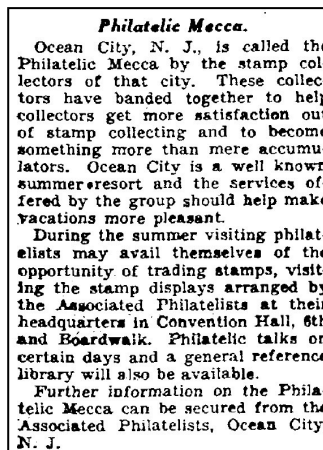 Philatelic Mecca.
Ocean City, N. J., is called the
Philatelic Mecca by the stamp col-
lectors of that city. These collec-
tors have banded together to help
collectors get more satisfaction out
of stamp collecting and to become
something more than mere accumu-
lators. Ocean City is a well known
summer resort and the services of-
fered by the group should help make
vacations more pleasant.
During the summer visiting philat-
elists may avail themselves of the
opportunity of trading stamps, visit-
ing the stamp displays arranged by
the Associated Philatelists at their
headquarters in Convention Hall, 6th
and Boardwalk. Philatelic talks on
certain days and a general reference
library will also be available.
Further information on the Phila-
telic Mecca can be secured from the
Associated Philatelists, Ocean City,
N. J.